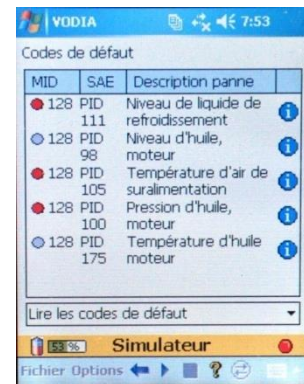 VODIA 7:53
Codes de défaut
MID SAE Description panne
128 PID Niveau de liquide de
111 refroidissement
128 PID Niveau d'huile,
98 moteur
128 PID Température d'air de
105 suralimentation
128 PID Pression d'huile,
100 moteur
128 PID Température d'huile
175 moteur
Lire les codes de défaut
53 % Simulateur
Fichier Options